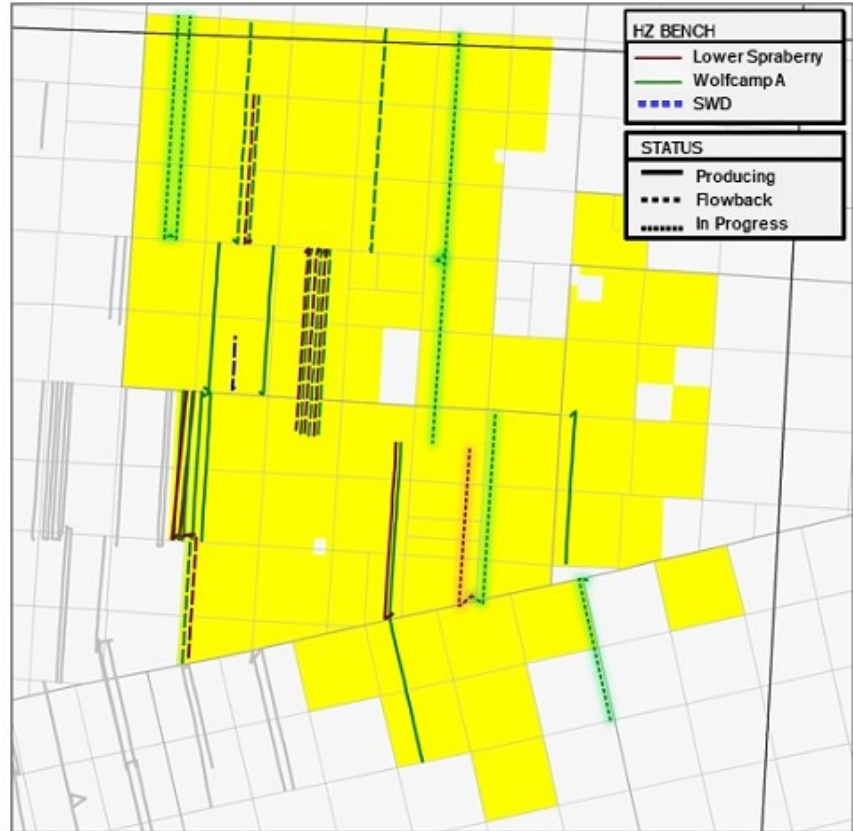 HZ BENCH
Lower Spraberry
Wolfcamp A
SWD
STATUS
Producing
Flowback
In Progress